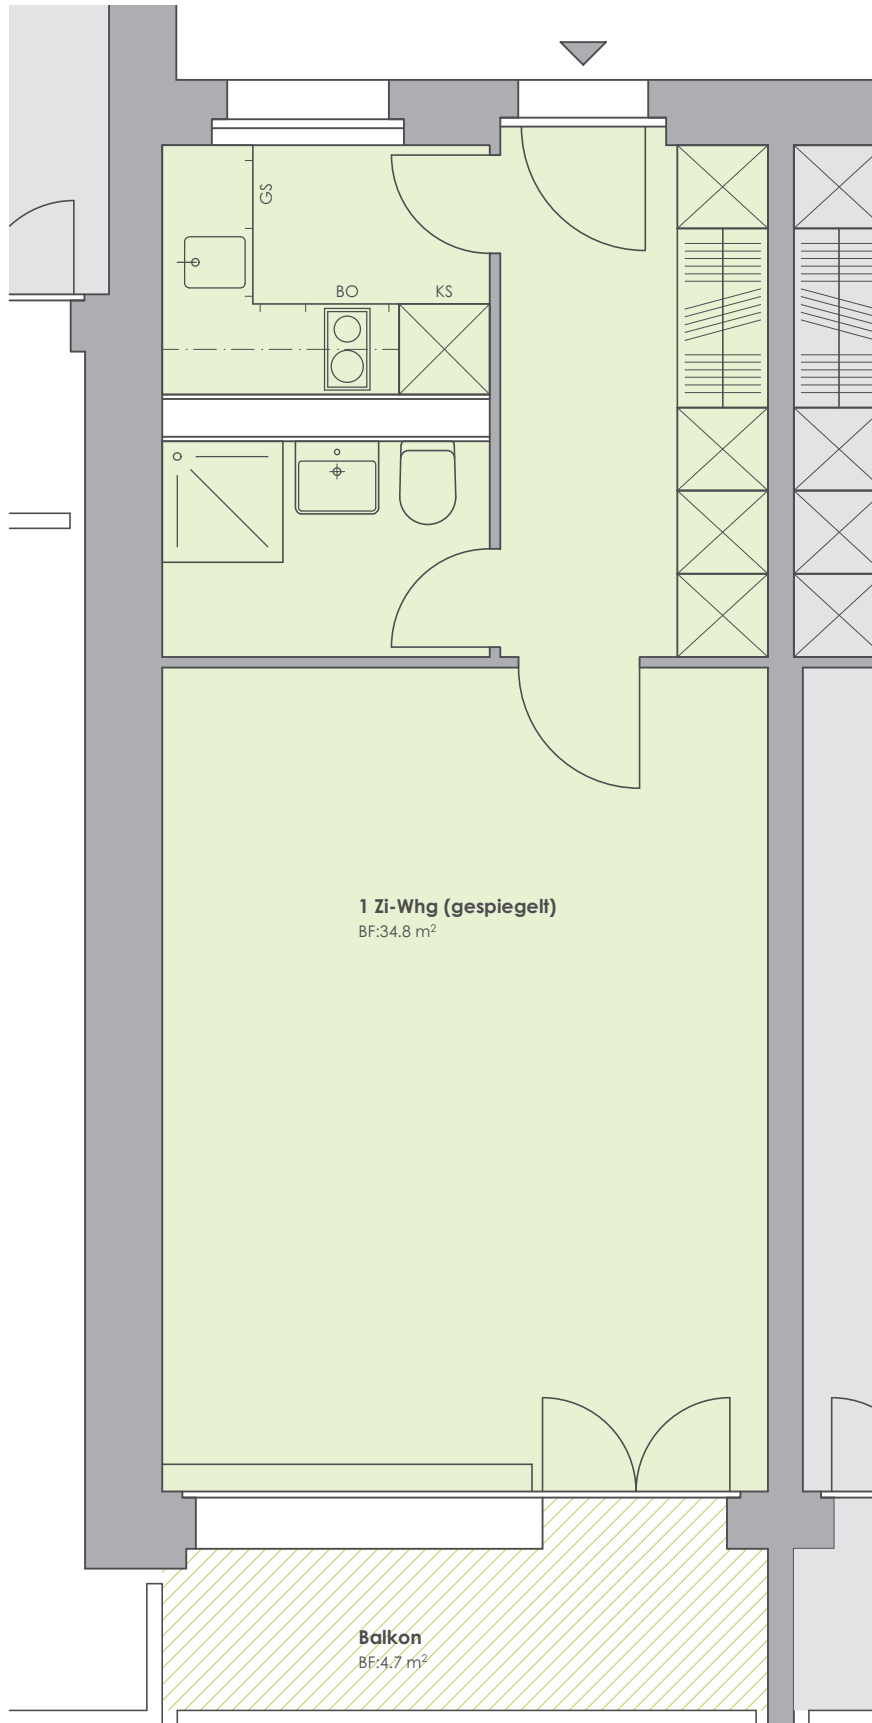 GS
BO
KS
1 Zi-Whg (gespiegelt)
BF:34.8 m²
Balkon
BF:4.7 m²